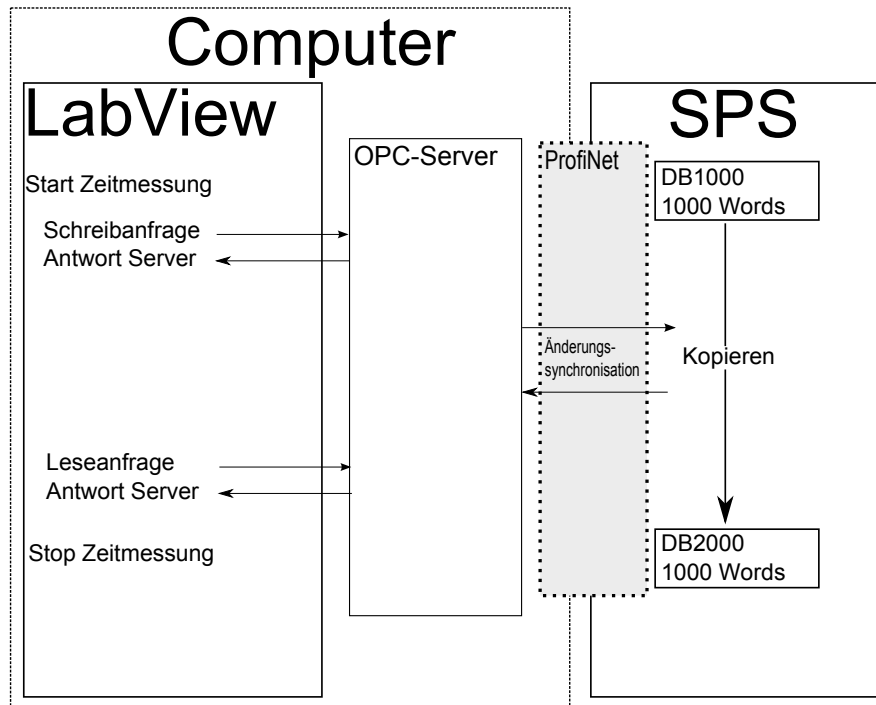 Computer
LabView
SPS
OPC-Server
ProfiNet
DB1000
1000 Words
Start Zeitmessung
Schreibanfrage
Antwort Server
Änderungs-
synchronisation
Kopieren
Leseanfrage
Antwort Server
Stop Zeitmessung
DB2000
1000 Words